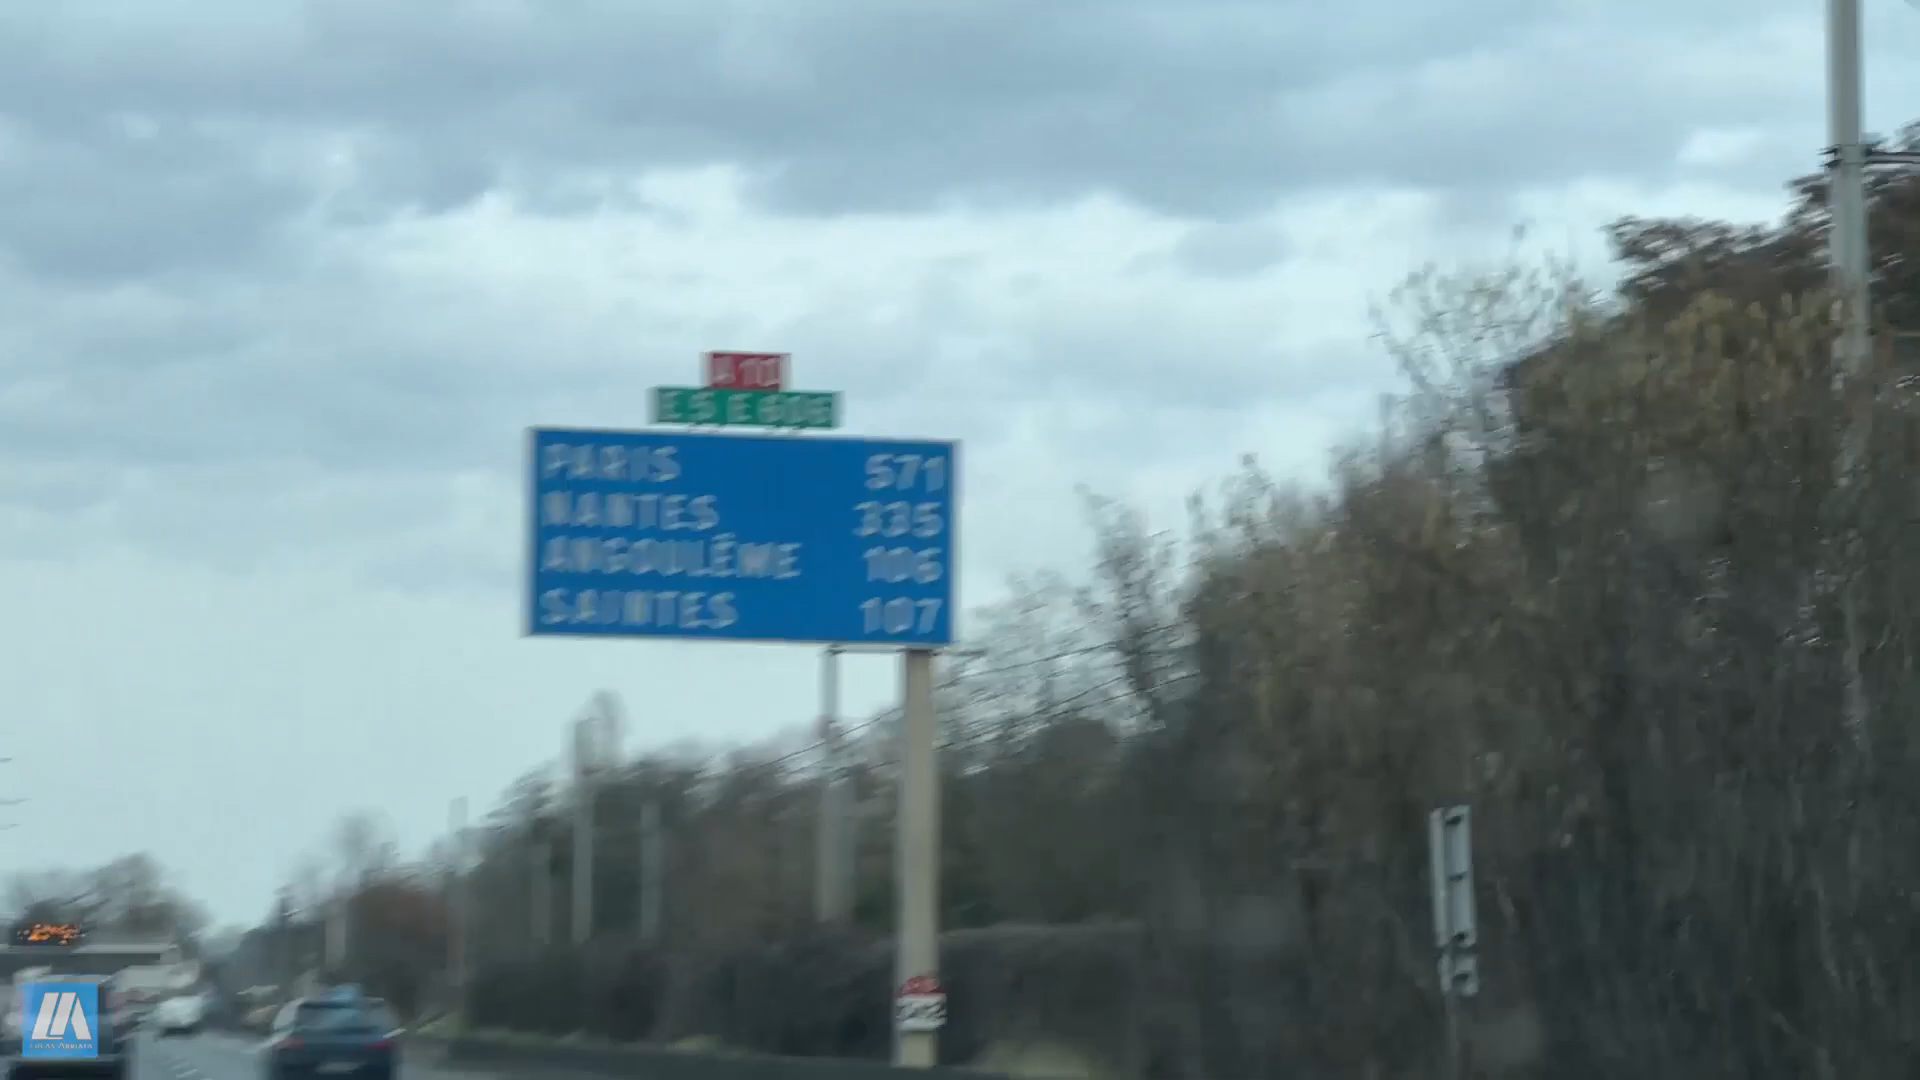 A 10
E 5 E 606
PARIS 571
NANTES 335
ANGOULÊME 106
SAINTES 107